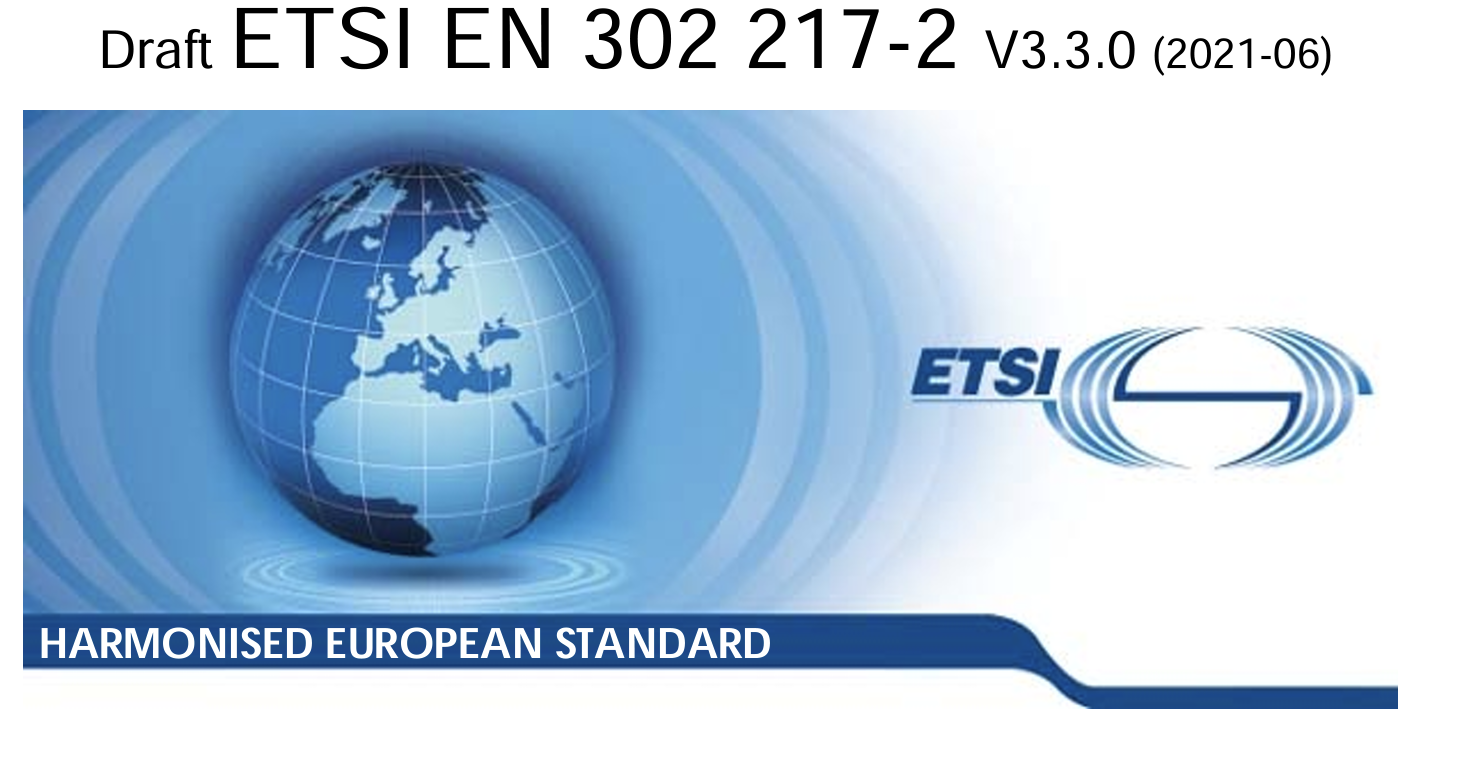 Draft ETSI EN 302 217-2 V3.3.0 (2021-06)
ETSI
HARMONISED EUROPEAN STANDARD